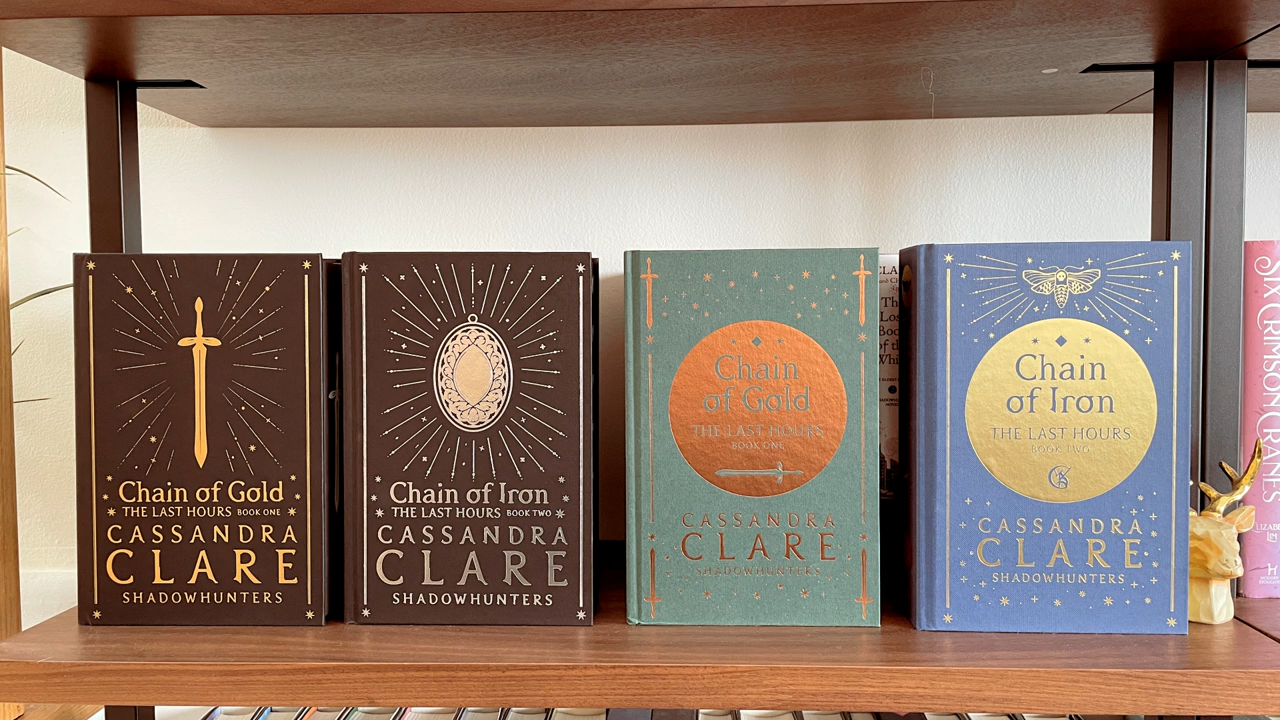 Chain of Gold
THE LAST HOURS BOOK ONE
CASSANDRA
CLARE
SHADOWHUNTERS
Chain of Iron
THE LAST HOURS BOOK TWO
CASSANDRA
CLARE
SHADOWHUNTERS
Chain
of Gold
THE LAST HOURS
BOOK ONE
CASSANDRA
CLARE
SHADOWHUNTERS
Chain
of Iron
THE LAST HOURS
BOOK TWO
CASSANDRA
CLARE
SHADOWHUNTERS
SIX CRIMSON CRANES